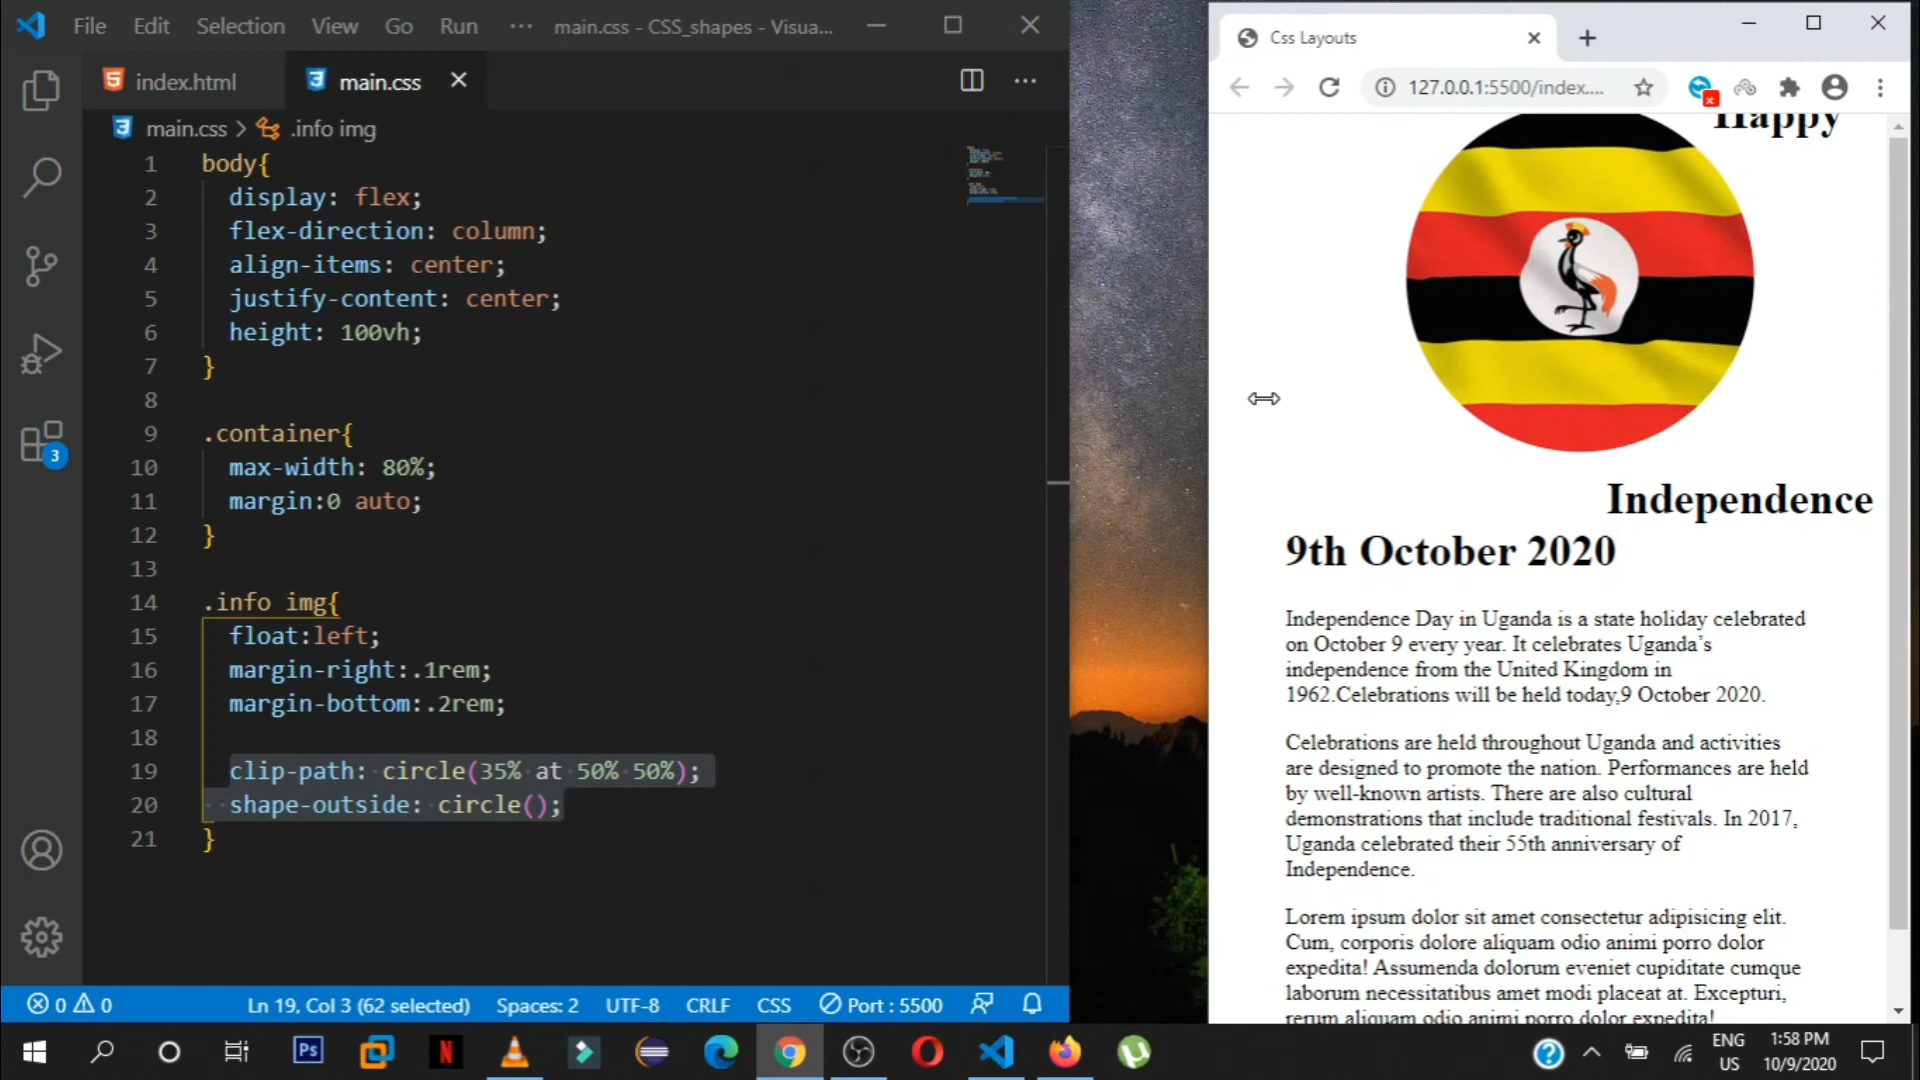 File Edit Selection View Go Run ··· main.css - CSS_shapes - Visua...
index.html main.css
main.css > .info img
1 body{
2 display: flex;
3 flex-direction: column;
4 align-items: center;
5 justify-content: center;
6 height: 100vh;
7 }
8
9 .container{
10 max-width: 80%;
11 margin:0 auto;
12 }
13
14 .info img{
15 float:left;
16 margin-right:.1rem;
17 margin-bottom:.2rem;
18
19 clip-path: circle(35% at 50% 50%);
20 shape-outside: circle();
21 }
3
0 0 Ln 19, Col 3 (62 selected) Spaces: 2 UTF-8 CRLF CSS Port : 5500
Css Layouts
127.0.0.1:5500/index....
Happy
Independence
9th October 2020
Independence Day in Uganda is a state holiday celebrated
on October 9 every year. It celebrates Uganda’s
independence from the United Kingdom in
1962.Celebrations will be held today,9 October 2020.
Celebrations are held throughout Uganda and activities
are designed to promote the nation. Performances are held
by well-known artists. There are also cultural
demonstrations that include traditional festivals. In 2017,
Uganda celebrated their 55th anniversary of
Independence.
Lorem ipsum dolor sit amet consectetur adipisicing elit.
Cum, corporis dolore aliquam odio animi porro dolor
expedita! Assumenda dolorum eveniet cupiditate cumque
laborum necessitatibus amet modi placeat at. Excepturi,
rerum aliquam odio animi porro dolor expedita!
Ps
N
ENG
US
1:58 PM
10/9/2020